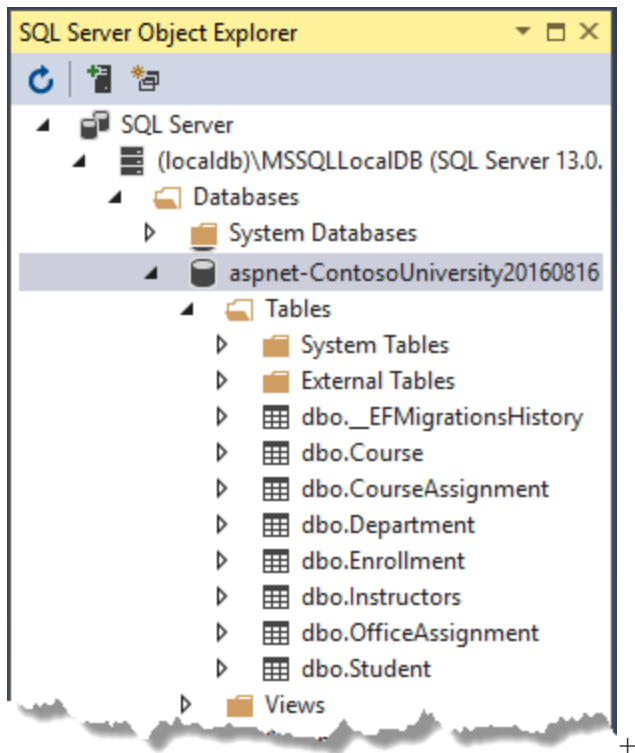 SQL Server Object Explorer
SQL Server
(localdb)\MSSQLLocalDB (SQL Server 13.0.
Databases
System Databases
aspnet-ContosoUniversity20160816
Tables
System Tables
External Tables
dbo.__EFMigrationsHistory
dbo.Course
dbo.CourseAssignment
dbo.Department
dbo.Enrollment
dbo.Instructors
dbo.OfficeAssignment
dbo.Student
Views